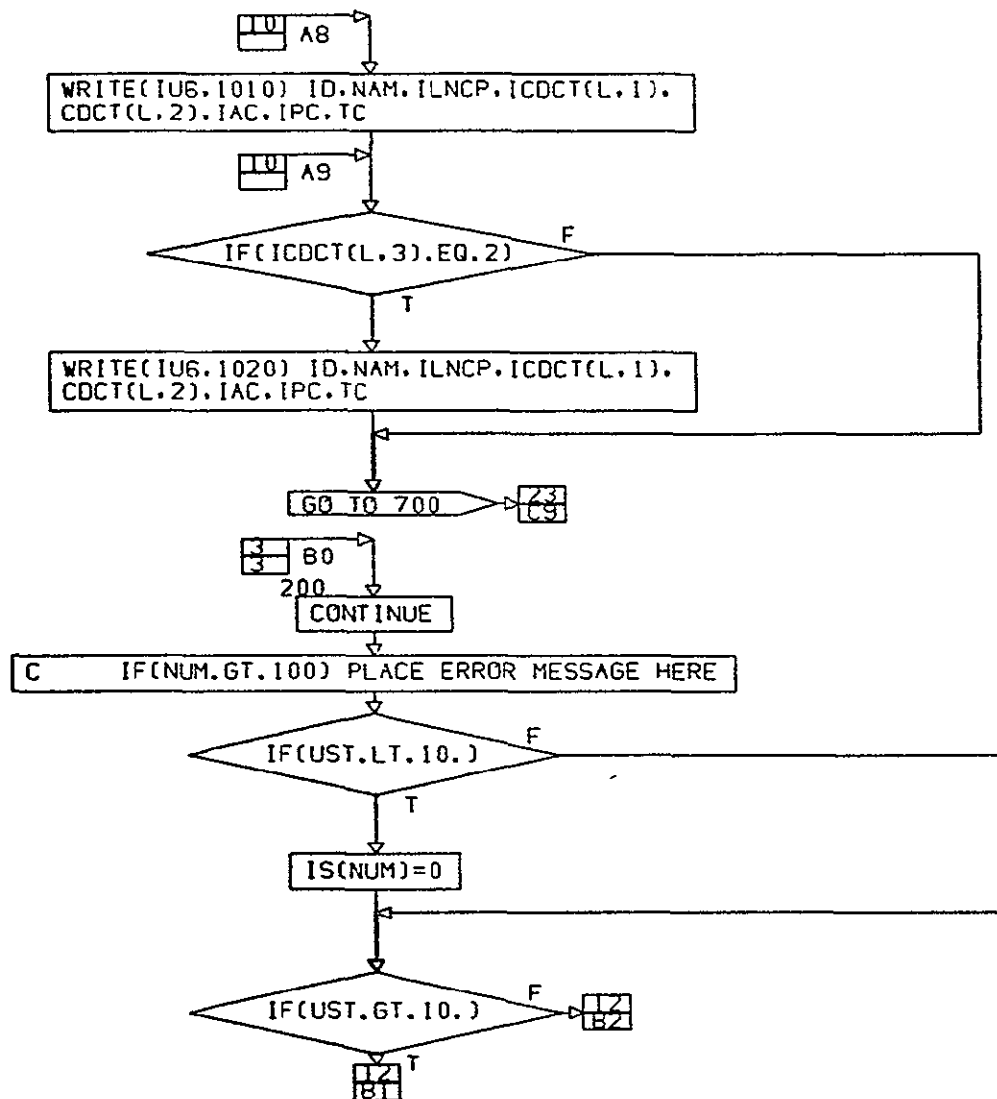 10
A8
WRITE(IU6.1010) ID.NAM.ILNCP.ICDCT(L.1).
CDCT(L.2).IAC.IPC.TC
10
A9
IF(ICDCT(L.3).EQ.2)
F
T
WRITE(IU6.1020) ID.NAM.ILNCP.ICDCT(L.1).
CDCT(L.2).IAC.IPC.TC
GO TO 700
23
C9
3
3
B0
200
CONTINUE
C IF(NUM.GT.100) PLACE ERROR MESSAGE HERE
IF(UST.LT.10.)
F
T
IS(NUM)=0
IF(UST.GT.10.)
F
12
B2
T
12
B1